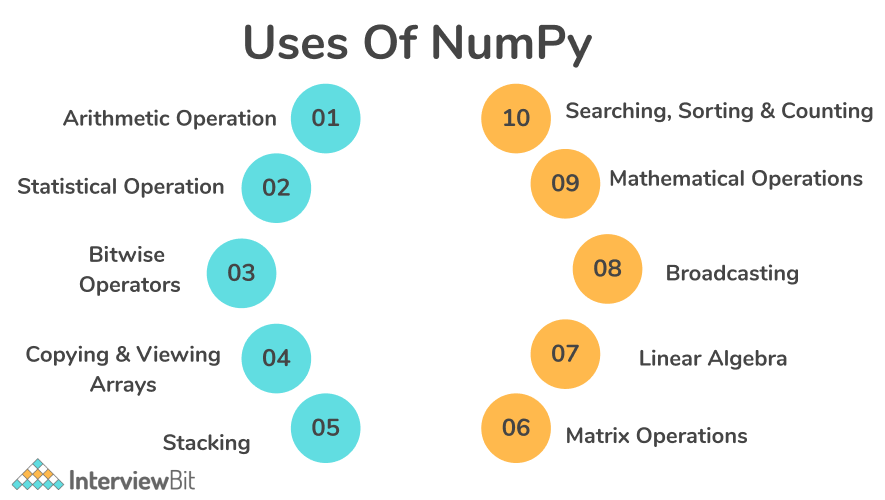 Uses Of NumPy
Arithmetic Operation
01
Statistical Operation
02
Bitwise
Operators
03
Copying & Viewing
Arrays
04
Stacking
05
10
Searching, Sorting & Counting
09
Mathematical Operations
08
Broadcasting
07
Linear Algebra
06
Matrix Operations
InterviewBit